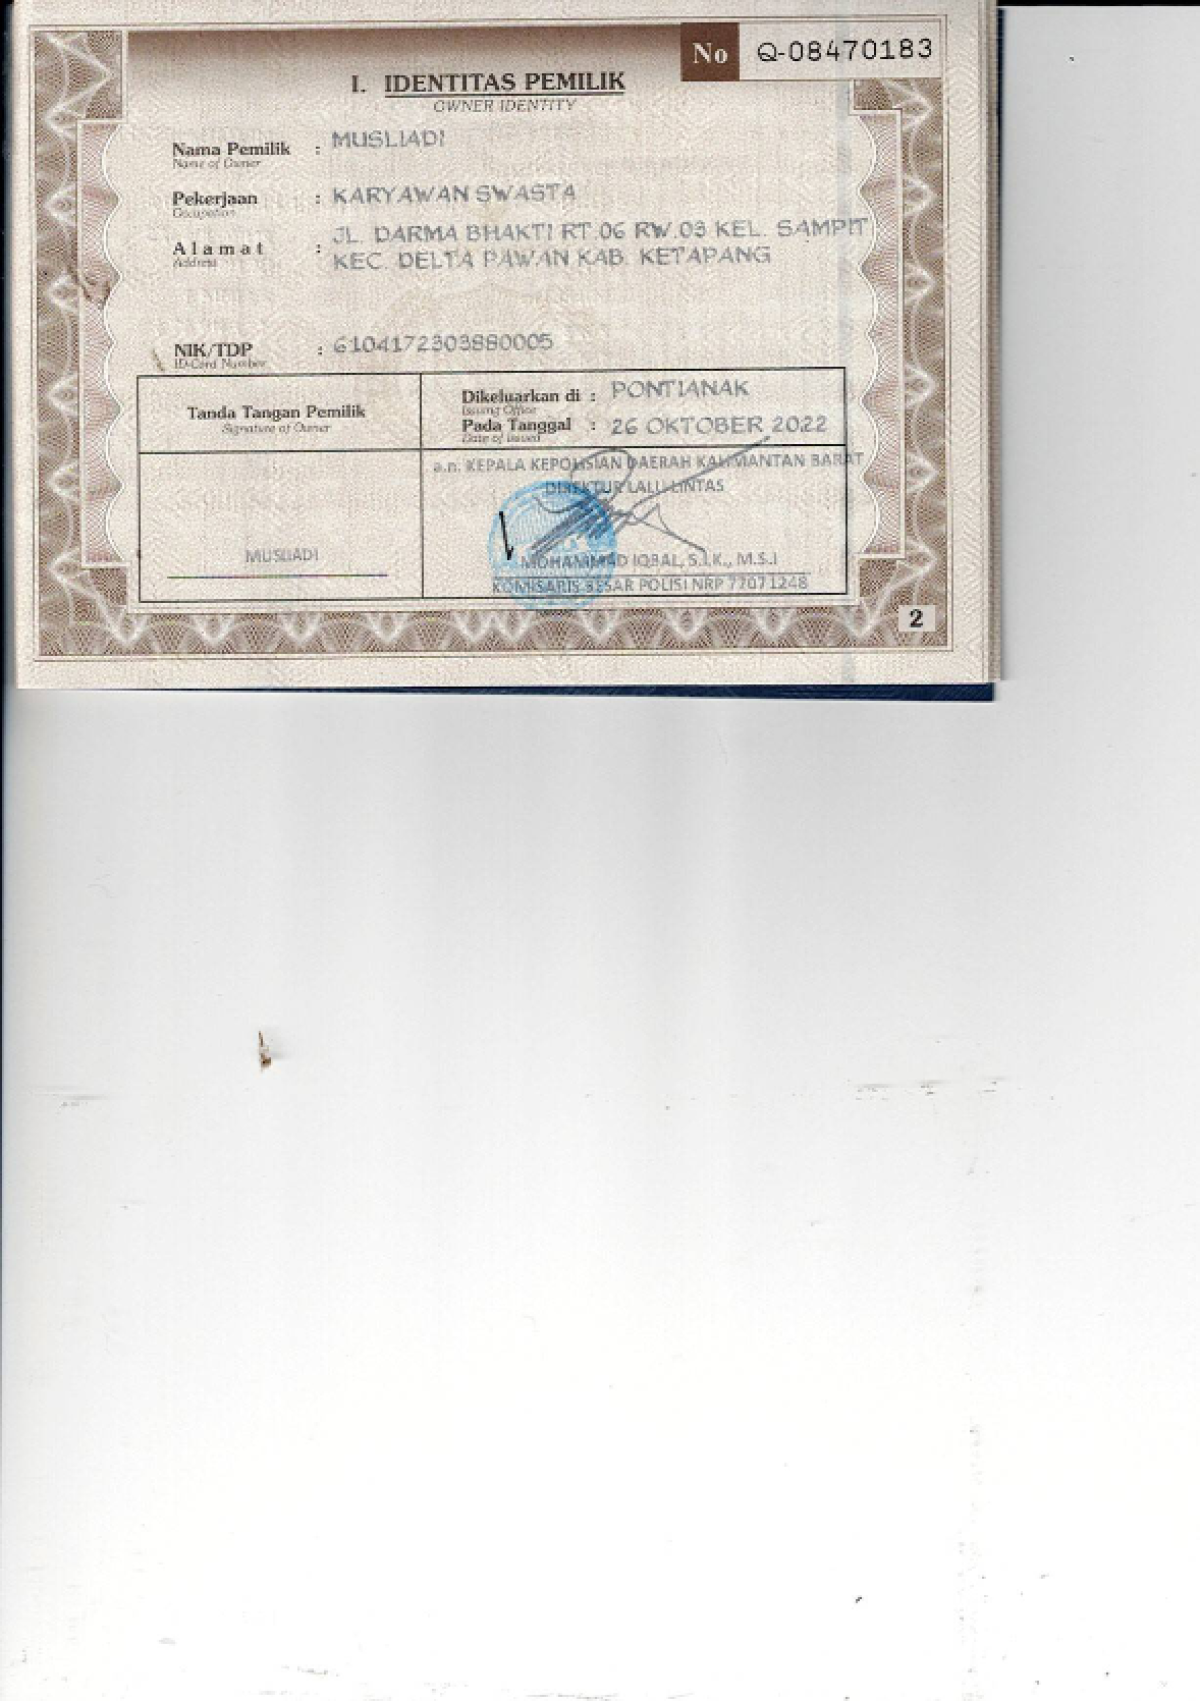 No Q-08470183
I. IDENTITAS PEMILIK
OWNER IDENTITY
Nama Pemilik : MUSLIADI
Name of Owner
Pekerjaan : KARYAWAN SWASTA
Occupation
Alamat : JL. DARMA BHAKTI RT.06 RW.03 KEL. SAMPIT
Address KEC. DELTA PAWAN KAB. KETAPANG
NIK/TDP : 6104172303880005
ID-Card Number
Tanda Tangan Pemilik
Signature of Owner
Dikeluarkan di : PONTIANAK
Issuing Office
Pada Tanggal : 26 OKTOBER 2022
Date of Issued
a.n. KEPALA KEPOLISIAN DAERAH KALIMANTAN BARAT
DIREKTUR LALU LINTAS
MUSLIADI
MOHAMMAD IQBAL, S.I.K., M.S.I
KOMISARIS BESAR POLISI NRP 77071248
2